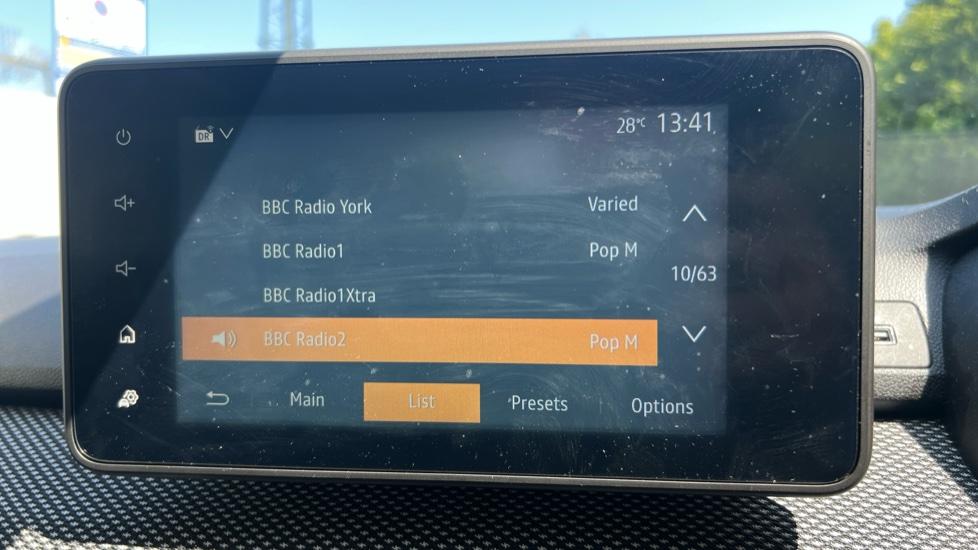 DR 28°C 13:41
BBC Radio York Varied
BBC Radio1 Pop M
10/63
BBC Radio1Xtra
BBC Radio2 Pop M
Main List Presets Options